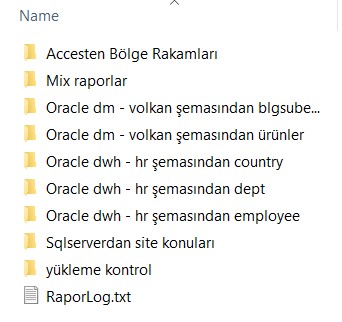 Name
Accesten Bölge Rakamları
Mix raporlar
Oracle dm - volkan şemasından blgsube...
Oracle dm - volkan şemasından ürünler
Oracle dwh - hr şemasından country
Oracle dwh - hr şemasından dept
Oracle dwh - hr şemasından employee
Sqlserverdan site konuları
yükleme kontrol
RaporLog.txt